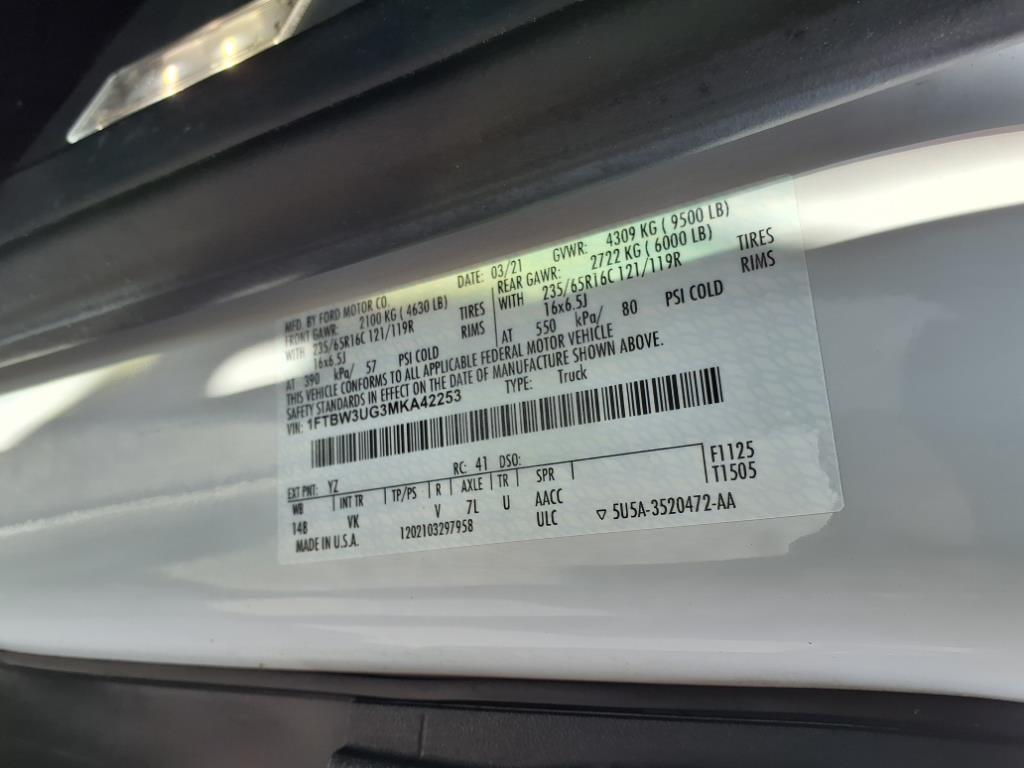 MFD. BY FORD MOTOR CO. DATE: 03/21 GVWR: 4309 KG ( 9500 LB)
FRONT GAWR: 2100 KG ( 4630 LB) REAR GAWR: 2722 KG ( 6000 LB)
WITH 235/65R16C 121/119R TIRES WITH 235/65R16C 121/119R TIRES
16x6.5J RIMS 16x6.5J RIMS
AT 390 kPa/ 57 PSI COLD AT 550 kPa/ 80 PSI COLD
THIS VEHICLE CONFORMS TO ALL APPLICABLE FEDERAL MOTOR VEHICLE
SAFETY STANDARDS IN EFFECT ON THE DATE OF MANUFACTURE SHOWN ABOVE.
VIN: 1FTBW3UG3MKA42253 TYPE: Truck
EXT PNT: YZ RC: 41 DSO: F1125
WB INT TR TP/PS R AXLE TR SPR T1505
148 VK V 7L U AACC
MADE IN U.S.A. 1202103297958 ULC ▽ 5U5A-3520472-AA